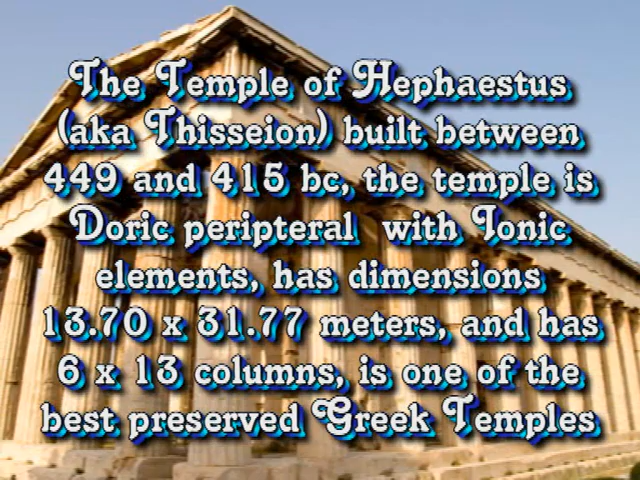 The Temple of Hephaestus
(aka Thisseion) built between
449 and 415 bc, the temple is
Doric peripteral  with Ionic
elements, has dimensions
13.70 x 31.77 meters, and has
6 x 13 columns, is one of the
best preserved Greek Temples